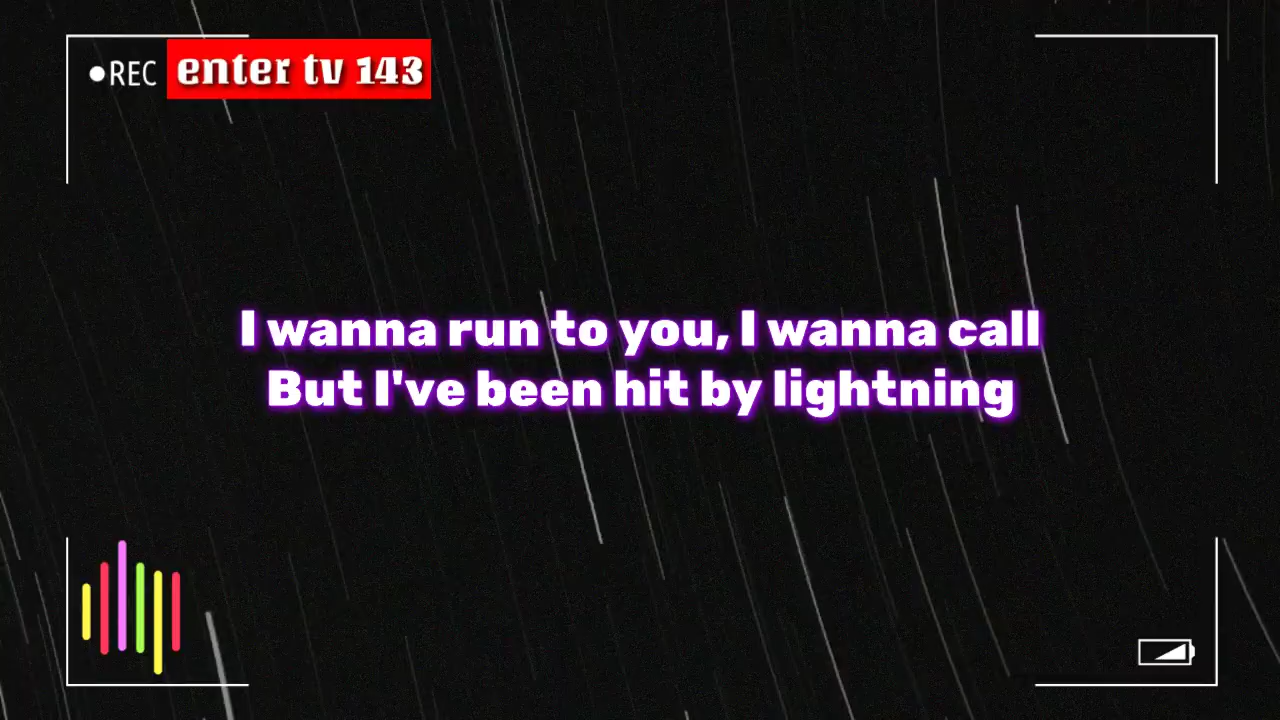 REC
enter tv 143
I wanna run to you, I wanna call
But I've been hit by lightning